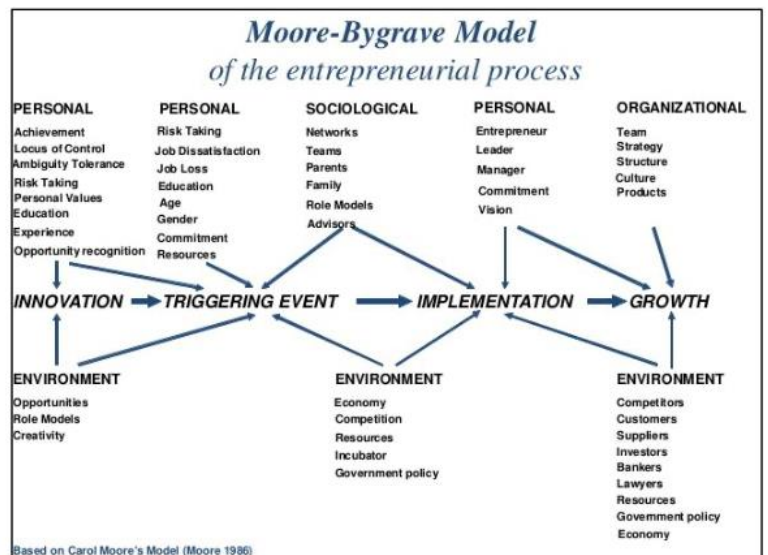 Moore-Bygrave Model
of the entrepreneurial process
PERSONAL
Achievement
Locus of Control
Ambiguity Tolerance
Risk Taking
Personal Values
Education
Experience
Opportunity recognition
PERSONAL
Risk Taking
Job Dissatisfaction
Job Loss
Education
Age
Gender
Commitment
Resources
SOCIOLOGICAL
Networks
Teams
Parents
Family
Role Models
Advisors
PERSONAL
Entrepreneur
Leader
Manager
Commitment
Vision
ORGANIZATIONAL
Team
Strategy
Structure
Culture
Products
INNOVATION
TRIGGERING EVENT
IMPLEMENTATION
GROWTH
ENVIRONMENT
Opportunities
Role Models
Creativity
ENVIRONMENT
Economy
Competition
Resources
Incubator
Government policy
ENVIRONMENT
Competitors
Customers
Suppliers
Investors
Bankers
Lawyers
Resources
Government policy
Economy
Based on Carol Moore's Model (Moore 1986)